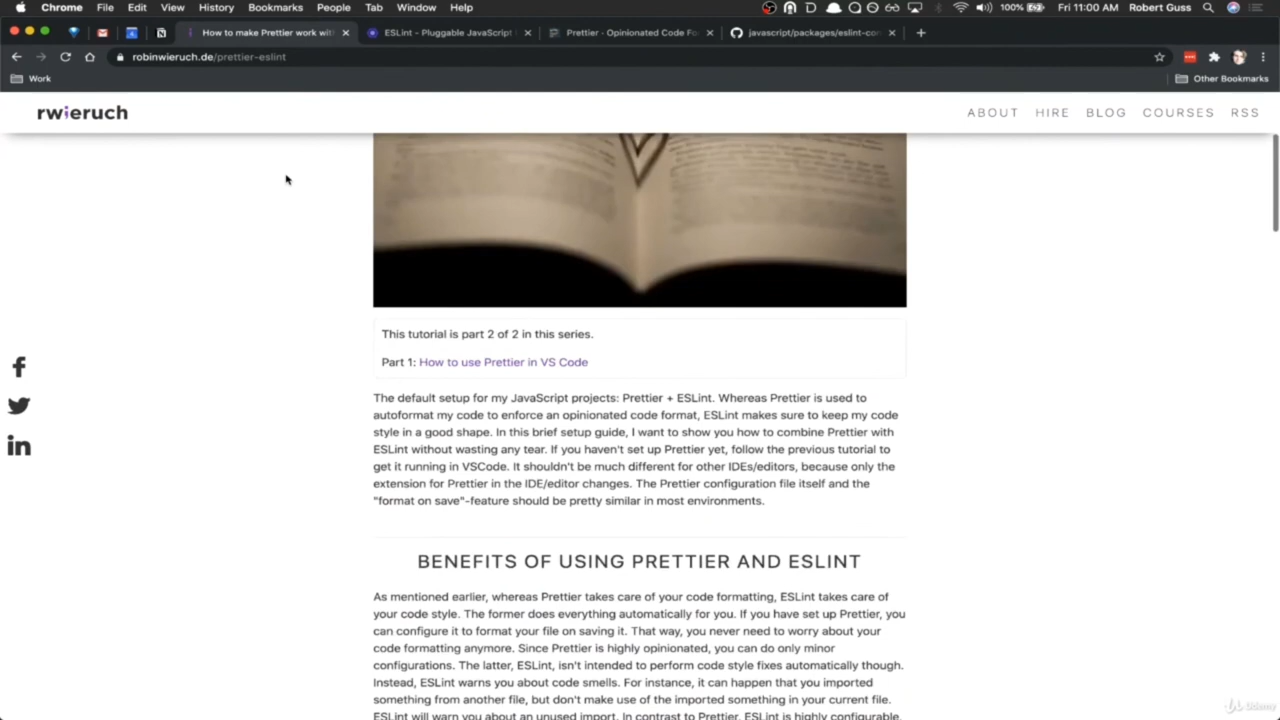 Chrome File Edit View History Bookmarks People Tab Window Help 100% Fri 11:00 AM Robert Guss
How to make Prettier work wit ESLint - Pluggable JavaScript Prettier · Opinionated Code Fo javascript/packages/eslint-con
robinwieruch.de/prettier-eslint
Work Other Bookmarks
rwieruch ABOUT HIRE BLOG COURSES RSS
This tutorial is part 2 of 2 in this series.
Part 1: How to use Prettier in VS Code
The default setup for my JavaScript projects: Prettier + ESLint. Whereas Prettier is used to
autoformat my code to enforce an opinionated code format, ESLint makes sure to keep my code
style in a good shape. In this brief setup guide, I want to show you how to combine Prettier with
ESLint without wasting any tear. If you haven't set up Prettier yet, follow the previous tutorial to
get it running in VSCode. It shouldn't be much different for other IDEs/editors, because only the
extension for Prettier in the IDE/editor changes. The Prettier configuration file itself and the
"format on save"-feature should be pretty similar in most environments.
BENEFITS OF USING PRETTIER AND ESLINT
As mentioned earlier, whereas Prettier takes care of your code formatting, ESLint takes care of
your code style. The former does everything automatically for you. If you have set up Prettier, you
can configure it to format your file on saving it. That way, you never need to worry about your
code formatting anymore. Since Prettier is highly opinionated, you can do only minor
configurations. The latter, ESLint, isn't intended to perform code style fixes automatically though.
Instead, ESLint warns you about code smells. For instance, it can happen that you imported
something from another file, but don't make use of the imported something in your current file.
ESLint will warn you about an unused import. In contrast to Prettier, ESLint is highly configurable,
Udemy